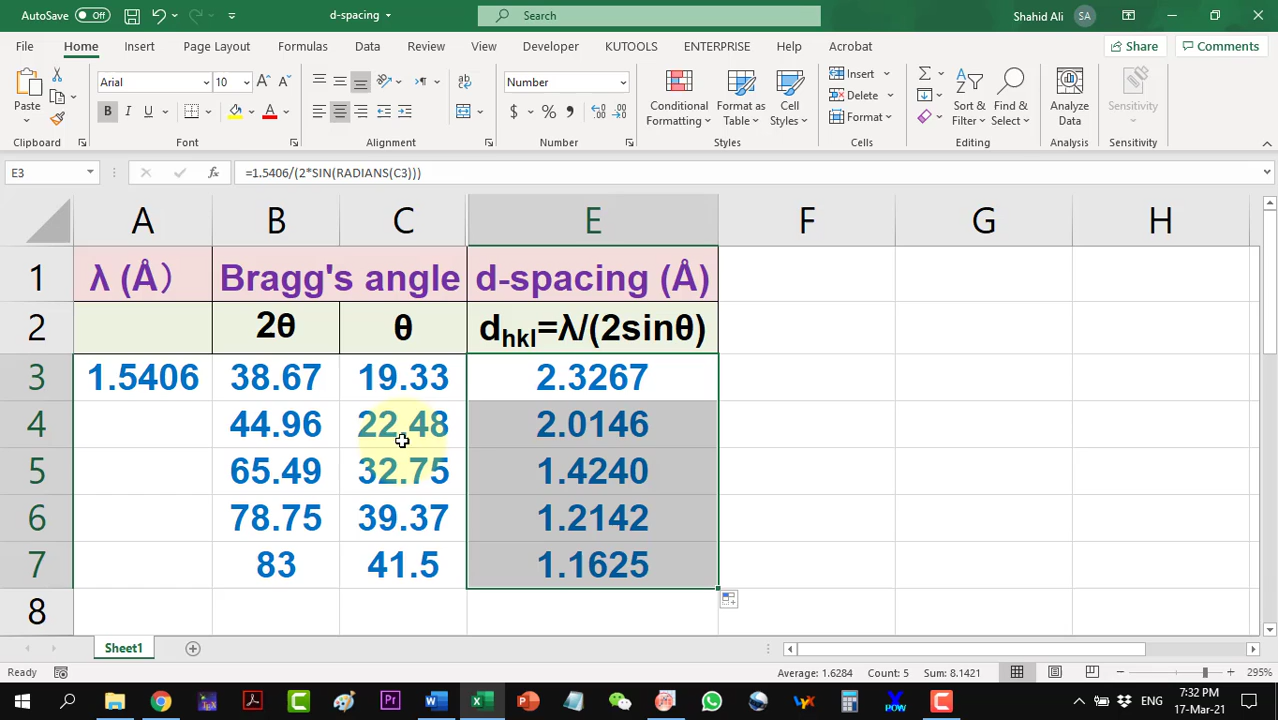 AutoSave Off d-spacing Search Shahid Ali SA
File Home Insert Page Layout Formulas Data Review View Developer KUTOOLS ENTERPRISE Help Acrobat Share Comments
Paste Arial 10 B I U A ab Number $ % Conditional Formatting Format as Table Cell Styles Insert Delete Format Sort & Filter Find & Select Analyze Data Sensitivity
Clipboard Font Alignment Number Styles Cells Editing Analysis Sensitivity
E3 fx =1.5406/(2*SIN(RADIANS(C3)))
A B C E F G H
1 λ (Å) Bragg's angle d-spacing (Å)
2 2θ θ dhkl=λ/(2sinθ)
3 1.5406 38.67 19.33 2.3267
4 44.96 22.48 2.0146
5 65.49 32.75 1.4240
6 78.75 39.37 1.2142
7 83 41.5 1.1625
8
Sheet1
Ready Average: 1.6284 Count: 5 Sum: 8.1421 295%
ENG 7:32 PM
17-Mar-21